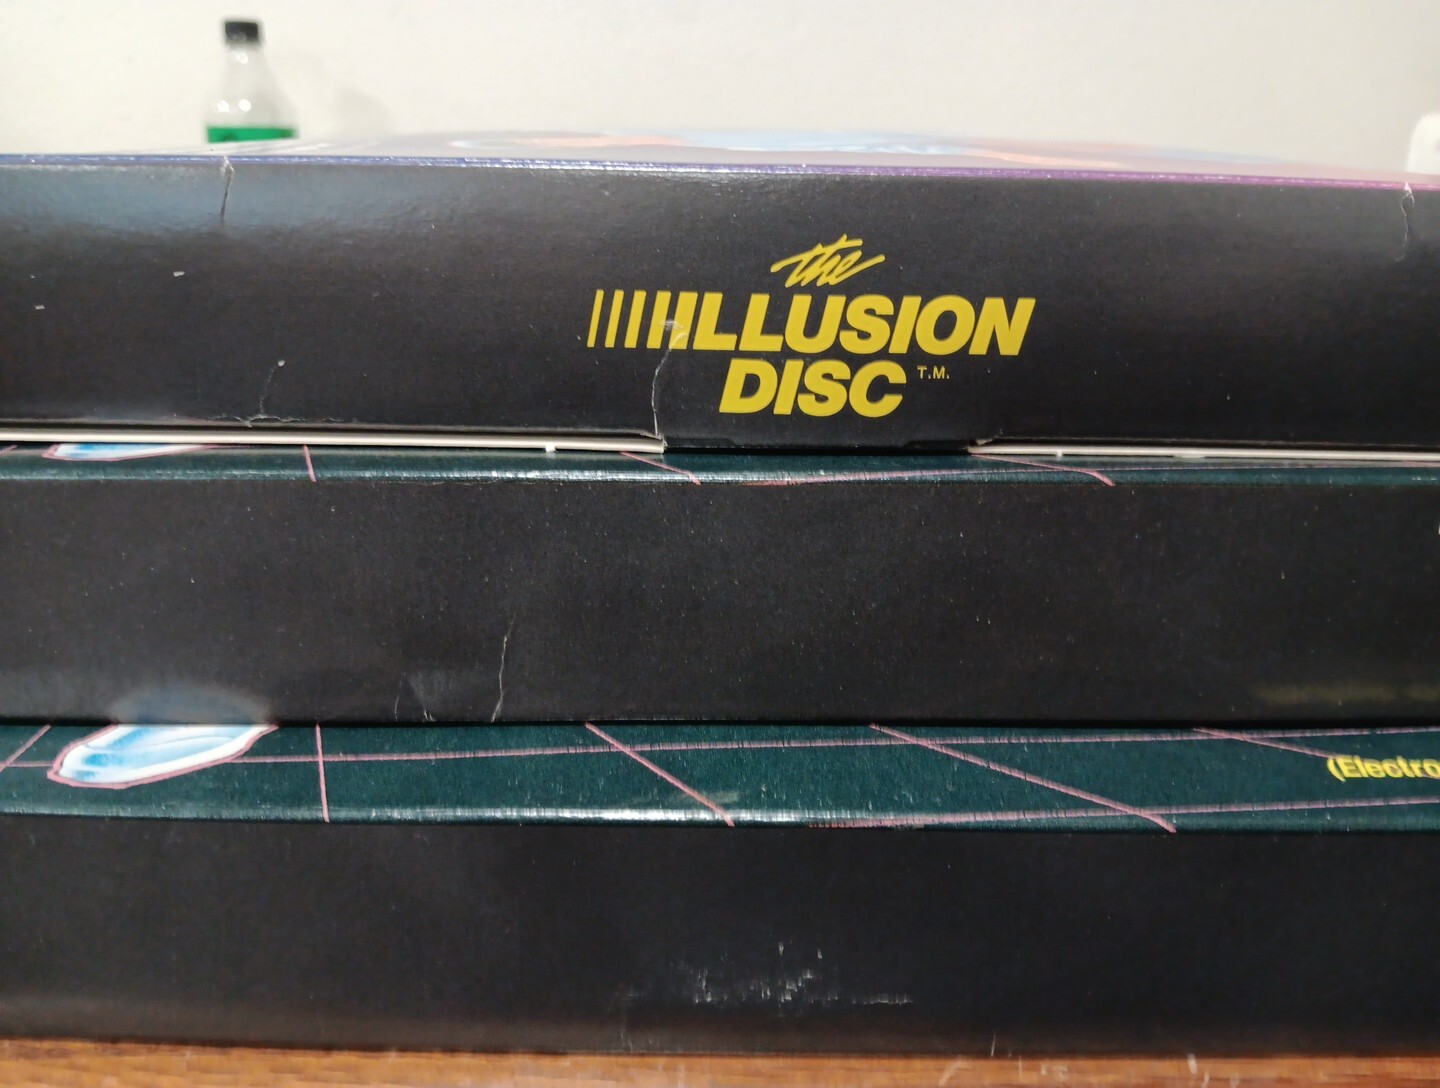 the
ILLUSION
DISC T.M.
(Electro